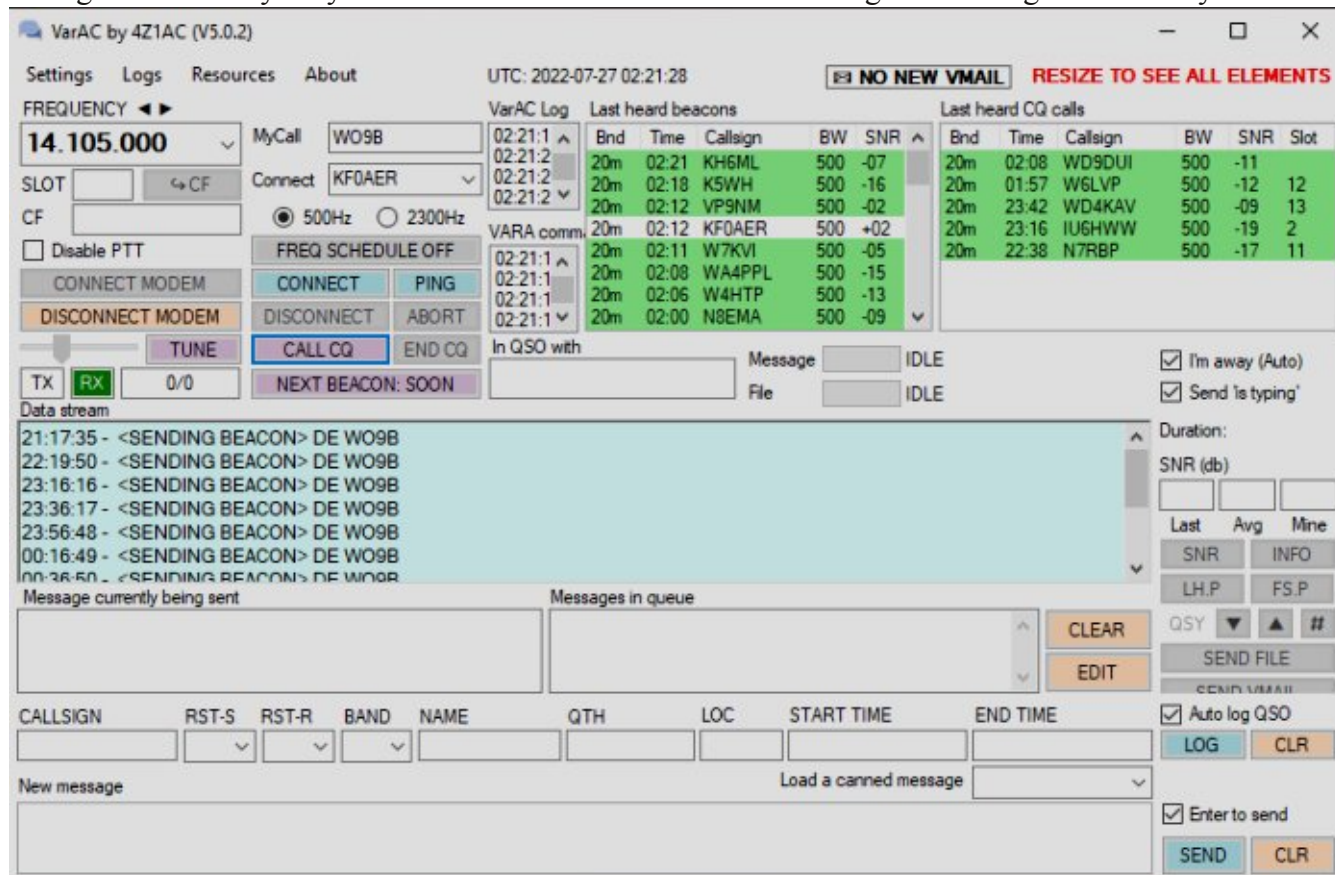 VarAC by 4Z1AC (V5.0.2)
Settings Logs Resources About UTC: 2022-07-27 02:21:28 NO NEW VMAIL RESIZE TO SEE ALL ELEMENTS
FREQUENCY ◄ ► VarAC Log Last heard beacons Last heard CQ calls
14.105.000 MyCall WO9B
SLOT CF Connect KF0AER
CF 500Hz 2300Hz
Disable PTT FREQ SCHEDULE OFF
CONNECT MODEM CONNECT PING
DISCONNECT MODEM DISCONNECT ABORT
TUNE CALL CQ END CQ
TX RX 0/0 NEXT BEACON: SOON
02:21:1
02:21:2
02:21:2
02:21:2
VARA comm
02:21:1
02:21:1
02:21:1
02:21:1
Bnd Time Callsign BW SNR
20m 02:21 KH6ML 500 -07
20m 02:18 K5WH 500 -16
20m 02:12 VP9NM 500 -02
20m 02:12 KF0AER 500 +02
20m 02:11 W7KVI 500 -05
20m 02:08 WA4PPL 500 -15
20m 02:06 W4HTP 500 -13
20m 02:00 N8EMA 500 -09
Bnd Time Callsign BW SNR Slot
20m 02:08 WD9DUI 500 -11
20m 01:57 W6LVP 500 -12 12
20m 23:42 WD4KAV 500 -09 13
20m 23:16 IU6HWW 500 -19 2
20m 22:38 N7RBP 500 -17 11
In QSO with Message IDLE
File IDLE
I'm away (Auto)
Send 'is typing'
Data stream
21:17:35 - <SENDING BEACON> DE WO9B
22:19:50 - <SENDING BEACON> DE WO9B
23:16:16 - <SENDING BEACON> DE WO9B
23:36:17 - <SENDING BEACON> DE WO9B
23:56:48 - <SENDING BEACON> DE WO9B
00:16:49 - <SENDING BEACON> DE WO9B
00:36:50 - <SENDING BEACON> DE WO9B
Duration:
SNR (db)
Last Avg Mine
SNR INFO
LH.P FS.P
QSY ▼ ▲ #
SEND FILE
SEND VMAIL
Message currently being sent Messages in queue
CLEAR
EDIT
CALLSIGN RST-S RST-R BAND NAME QTH LOC START TIME END TIME
Auto log QSO
LOG CLR
New message Load a canned message
Enter to send
SEND CLR